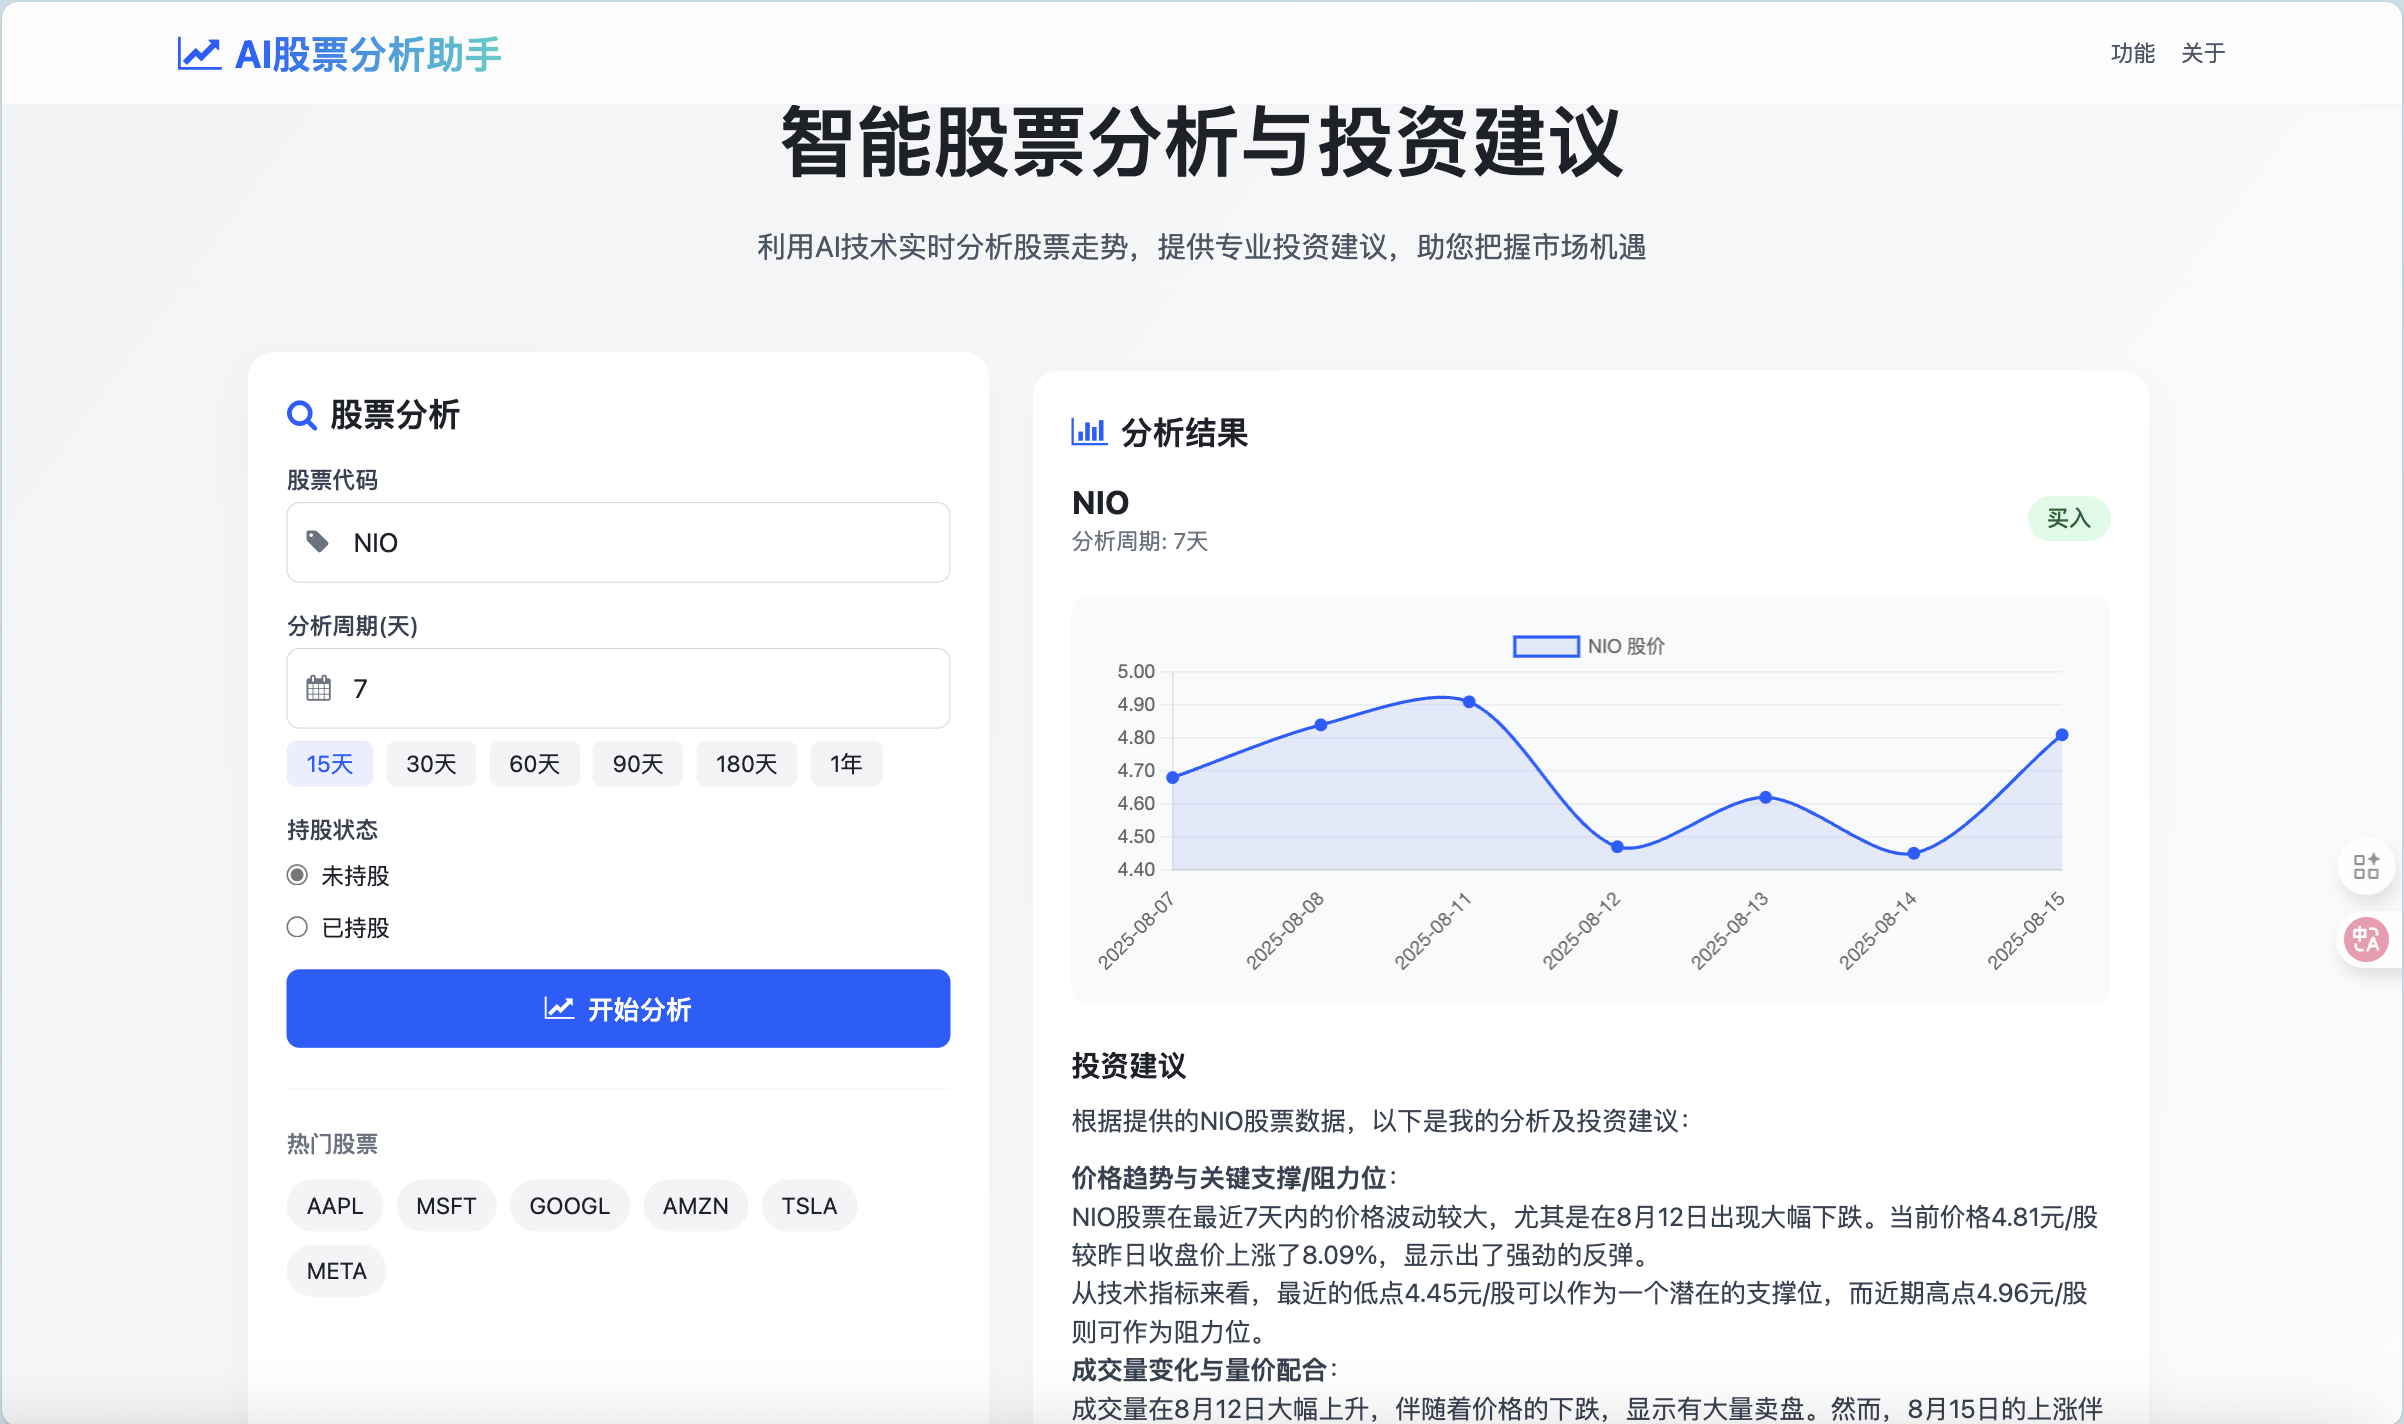 AI股票分析助手
功能
关于
智能股票分析与投资建议
利用AI技术实时分析股票走势，提供专业投资建议，助您把握市场机遇
股票分析
股票代码
NIO
分析周期(天)
7
15天
30天
60天
90天
180天
1年
持股状态
未持股
已持股
开始分析
热门股票
AAPL
MSFT
GOOGL
AMZN
TSLA
META
分析结果
NIO
分析周期: 7天
买入
NIO 股价
5.00
4.90
4.80
4.70
4.60
4.50
4.40
2025-08-07
2025-08-08
2025-08-11
2025-08-12
2025-08-13
2025-08-14
2025-08-15
投资建议
根据提供的NIO股票数据，以下是我的分析及投资建议：
价格趋势与关键支撑/阻力位：
NIO股票在最近7天内的价格波动较大，尤其是在8月12日出现大幅下跌。当前价格4.81元/股
较昨日收盘价上涨了8.09%，显示出了强劲的反弹。
从技术指标来看，最近的低点4.45元/股可以作为一个潜在的支撑位，而近期高点4.96元/股
则可作为阻力位。
成交量变化与量价配合：
成交量在8月12日大幅上升，伴随着价格的下跌，显示有大量卖盘。然而，8月15日的上涨伴
中
A